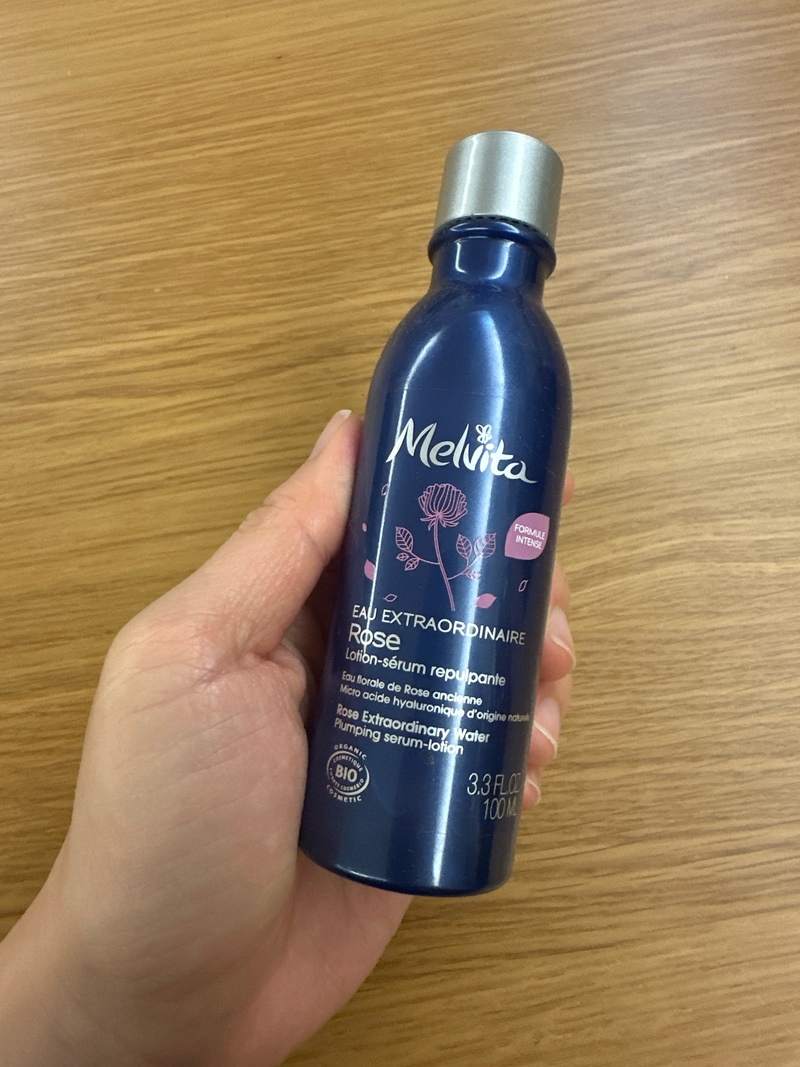 Melvita
FORMULE
INTENSE
EAU EXTRAORDINAIRE
Rose
Lotion-sérum repulpante
Eau florale de Rose ancienne
Micro acide hyaluronique d'origine naturelle
Rose Extraordinary Water
Plumping serum-lotion
ORGANIC
COSMETIQUE
BIO
COSMETIC
3.3 FL.OZ
100 ML